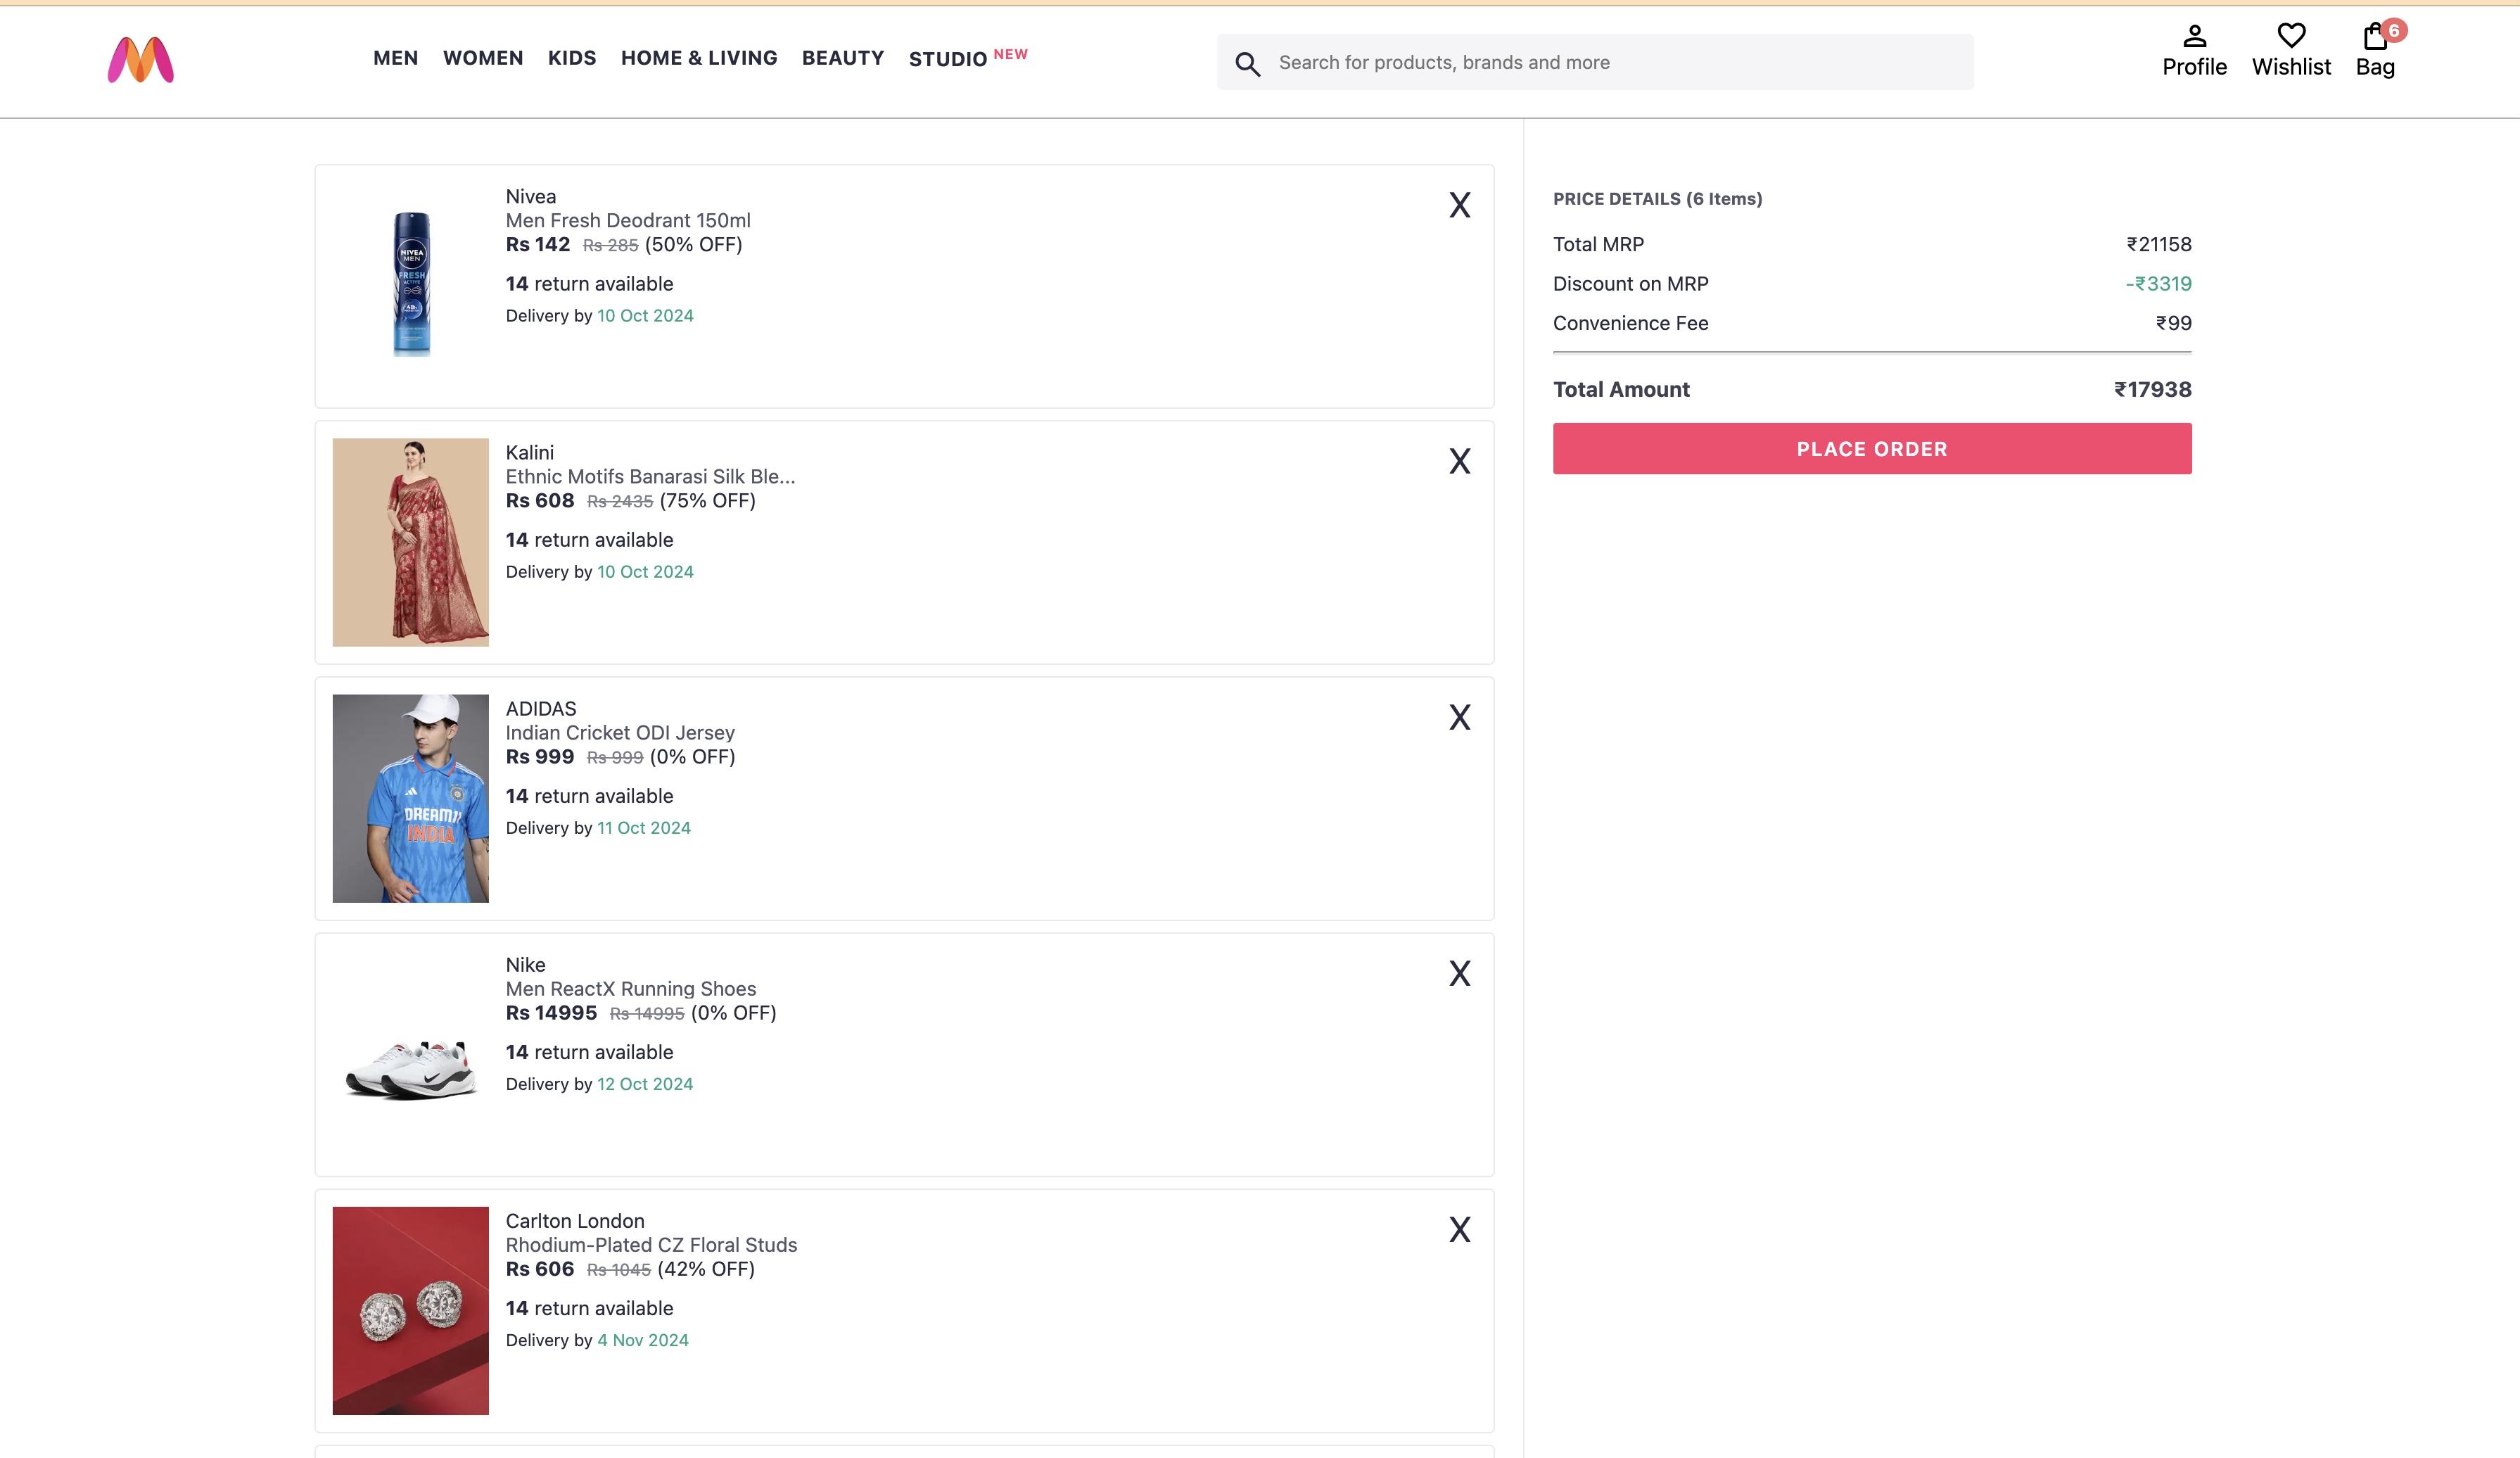 MEN WOMEN KIDS HOME & LIVING BEAUTY STUDIO NEW
Search for products, brands and more
Profile Wishlist Bag 6
Nivea X
Men Fresh Deodrant 150ml
Rs 142 Rs 285 (50% OFF)
14 return available
Delivery by 10 Oct 2024
NIVEA
MEN
FRESH
ACTIVE
Kalini X
Ethnic Motifs Banarasi Silk Ble...
Rs 608 Rs 2435 (75% OFF)
14 return available
Delivery by 10 Oct 2024
ADIDAS X
Indian Cricket ODI Jersey
Rs 999 Rs 999 (0% OFF)
14 return available
Delivery by 11 Oct 2024
DREAM11
INDIA
Nike X
Men ReactX Running Shoes
Rs 14995 Rs 14995 (0% OFF)
14 return available
Delivery by 12 Oct 2024
Carlton London X
Rhodium-Plated CZ Floral Studs
Rs 606 Rs 1045 (42% OFF)
14 return available
Delivery by 4 Nov 2024
PRICE DETAILS (6 Items)
Total MRP ₹21158
Discount on MRP -₹3319
Convenience Fee ₹99
Total Amount ₹17938
PLACE ORDER